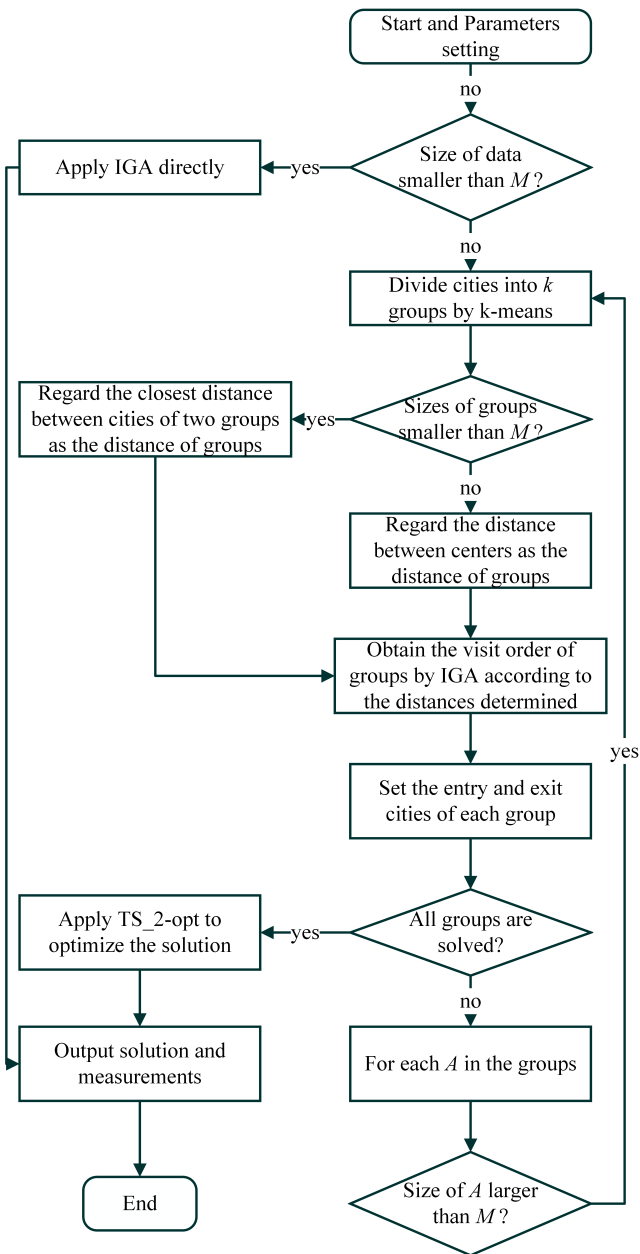 Start and Parameters
setting
no
Size of data
smaller than M?
yes
Apply IGA directly
no
Divide cities into k
groups by k-means
Sizes of groups
smaller than M?
yes
Regard the closest distance
between cities of two groups
as the distance of groups
no
Regard the distance
between centers as the
distance of groups
Obtain the visit order of
groups by IGA according to
the distances determined
yes
Set the entry and exit
cities of each group
All groups are
solved?
yes
Apply TS_2-opt to
optimize the solution
no
Output solution and
measurements
For each A in the groups
End
Size of A larger
than M?